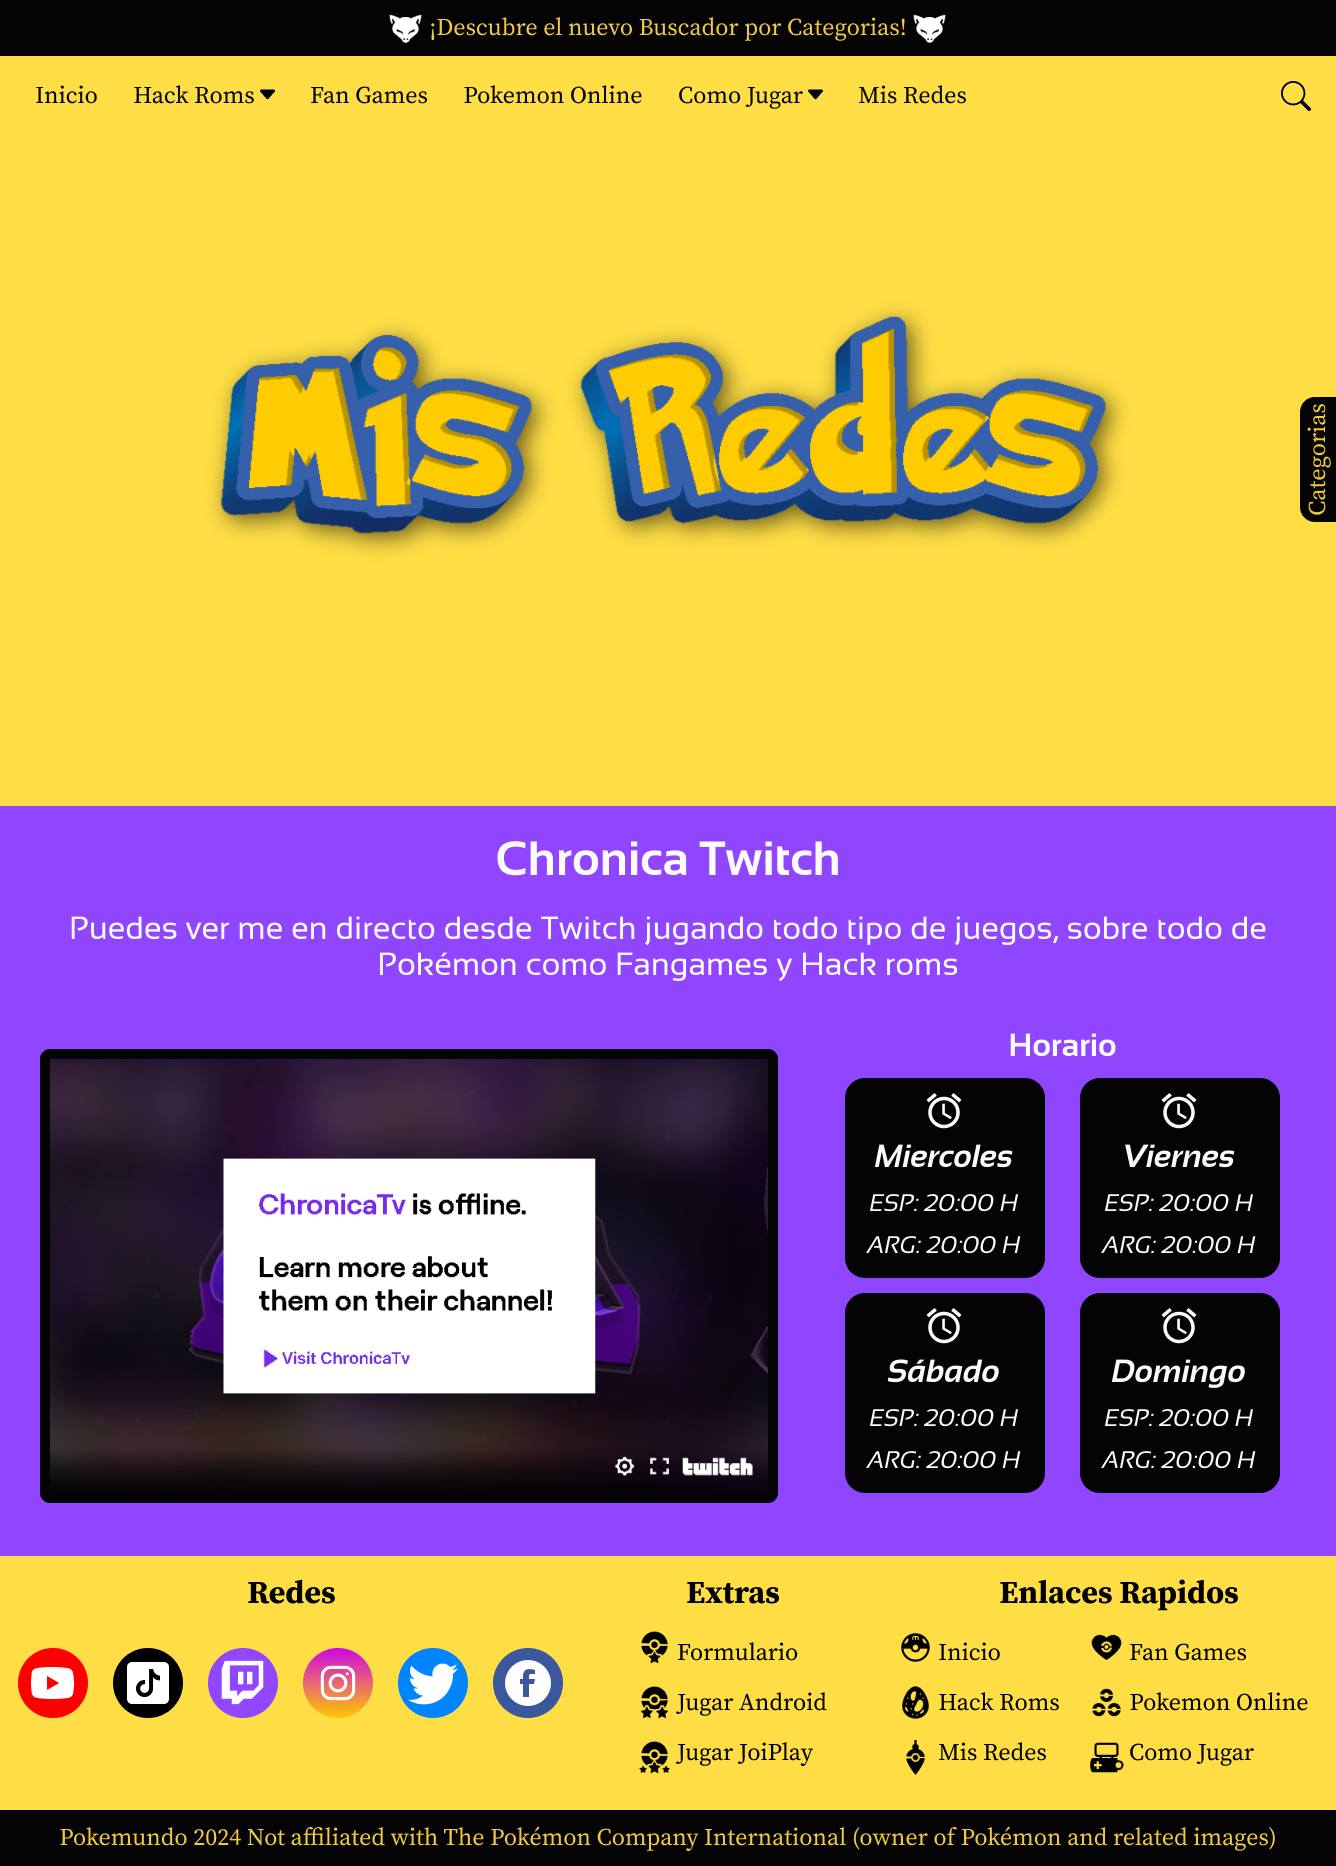 ¡Descubre el nuevo Buscador por Categorias!
Inicio Hack Roms Fan Games Pokemon Online Como Jugar Mis Redes
Mis Redes
Categorias
Chronica Twitch
Puedes ver me en directo desde Twitch jugando todo tipo de juegos, sobre todo de
Pokémon como Fangames y Hack roms
ChronicaTv is offline.
Learn more about
them on their channel!
Visit ChronicaTv
twitch
Horario
Miercoles
ESP: 20:00 H
ARG: 20:00 H
Viernes
ESP: 20:00 H
ARG: 20:00 H
Sábado
ESP: 20:00 H
ARG: 20:00 H
Domingo
ESP: 20:00 H
ARG: 20:00 H
Redes
Extras
Formulario
Jugar Android
Jugar JoiPlay
Enlaces Rapidos
Inicio Fan Games
Hack Roms Pokemon Online
Mis Redes Como Jugar
Pokemundo 2024 Not affiliated with The Pokémon Company International (owner of Pokémon and related images)